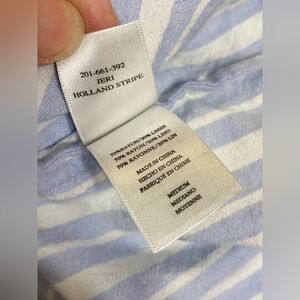 201-661-392
JERI
HOLLAND STRIPE
70%RAYON/30% LINEN
70% RAYON/30% LINO
70% RAYONNE/30% LIN
MADE IN CHINA
HECHO EN CHINA
FABRIQUÉ EN CHINE
MEDIUM
MEDIANO
MOYENNE